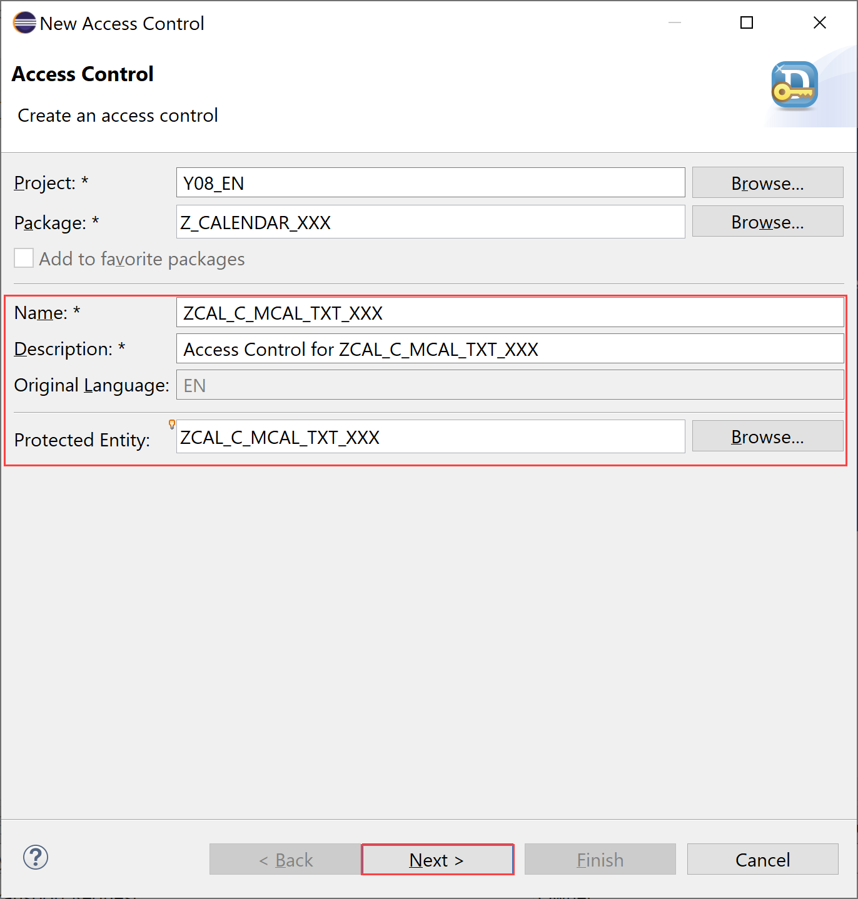 New Access Control
Access Control
Create an access control
Project: * Y08_EN Browse...
Package: * Z_CALENDAR_XXX Browse...
Add to favorite packages
Name: * ZCAL_C_MCAL_TXT_XXX
Description: * Access Control for ZCAL_C_MCAL_TXT_XXX
Original Language: EN
Protected Entity: ZCAL_C_MCAL_TXT_XXX Browse...
? < Back Next > Finish Cancel